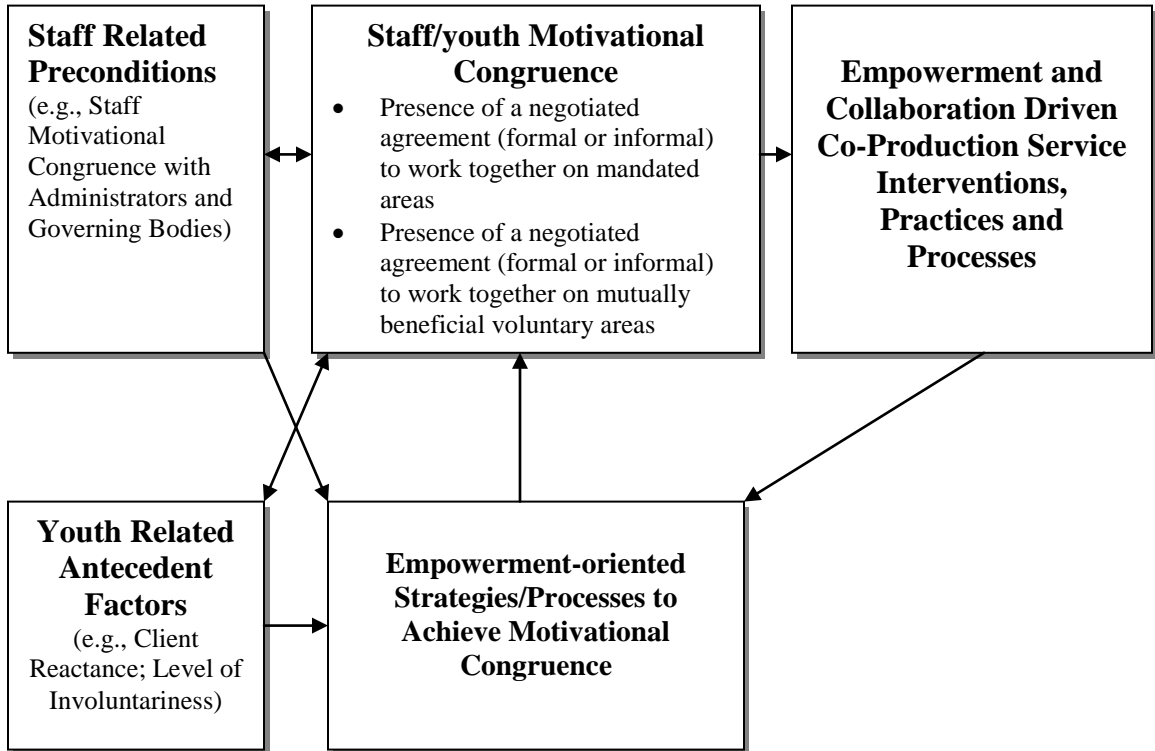 Staff Related
Preconditions
(e.g., Staff
Motivational
Congruence with
Administrators and
Governing Bodies)
Staff/youth Motivational
Congruence
• Presence of a negotiated
agreement (formal or informal)
to work together on mandated
areas
• Presence of a negotiated
agreement (formal or informal)
to work together on mutually
beneficial voluntary areas
Empowerment and
Collaboration Driven
Co-Production Service
Interventions,
Practices and
Processes
Youth Related
Antecedent
Factors
(e.g., Client
Reactance; Level of
Involuntariness)
Empowerment-oriented
Strategies/Processes to
Achieve Motivational
Congruence